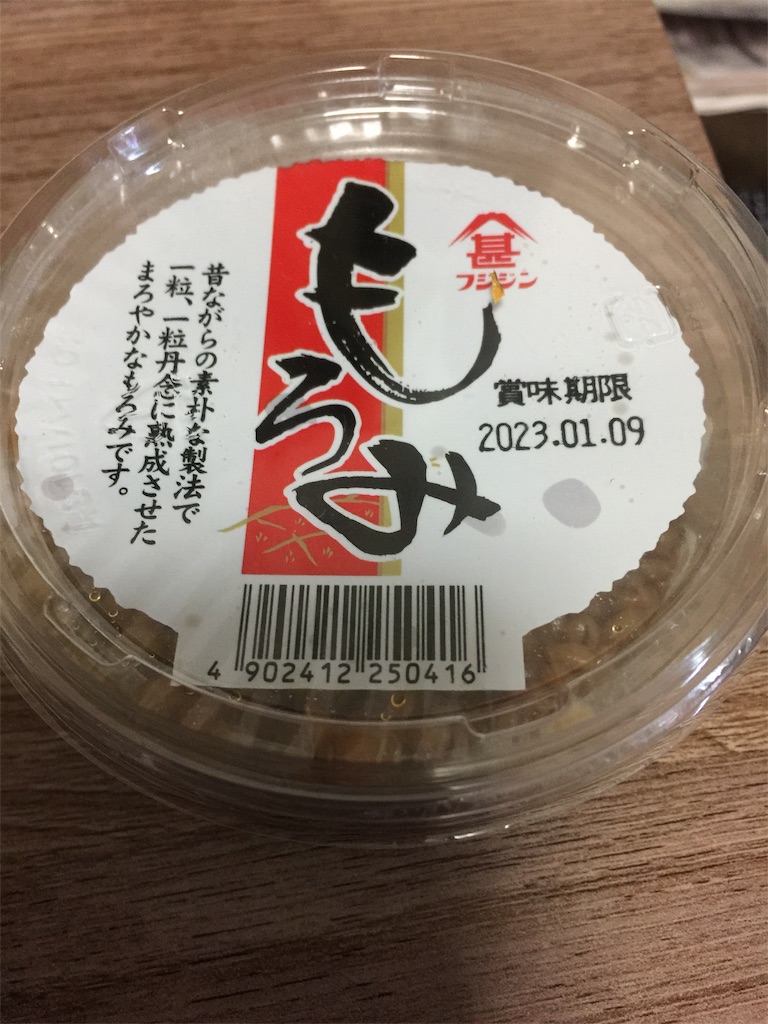 もろみ
甚
フジジン
賞味期限
2023.01.09
昔ながらの素朴な製法で
一粒、一粒丹念に熟成させた
まろやかなもろみです。
4 902412 250416